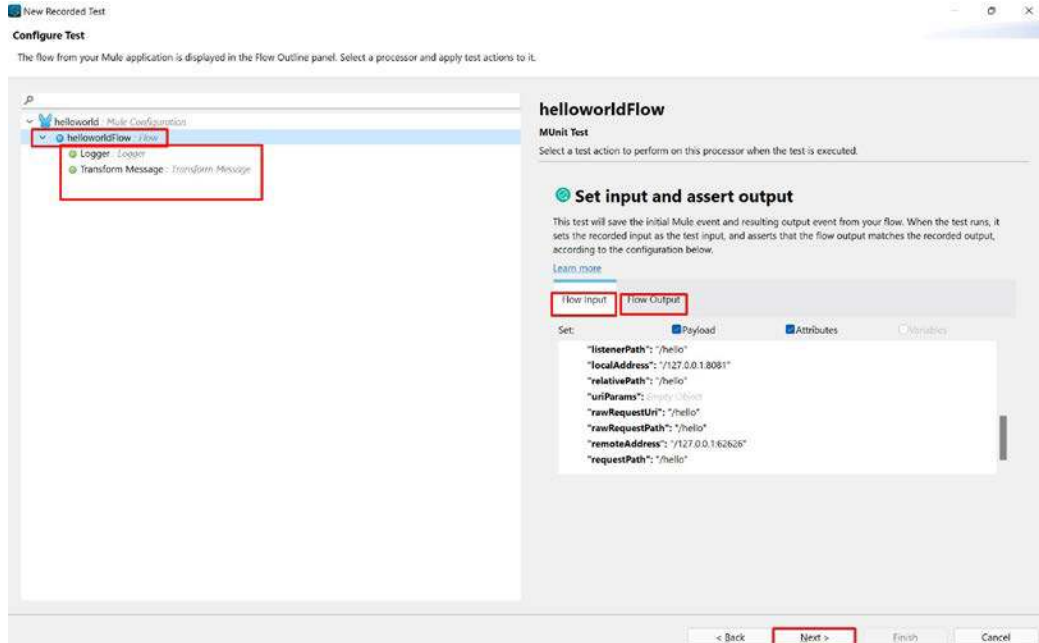 New Recorded Test
Configure Test
The flow from your Mule application is displayed in the Flow Outline panel. Select a processor and apply test actions to it.
helloworld : Mule Configuration
helloworldFlow : Flow
Logger : Logger
Transform Message : Transform Message
helloworldFlow
MUnit Test
Select a test action to perform on this processor when the test is executed.
Set input and assert output
This test will save the initial Mule event and resulting output event from your flow. When the test runs, it
sets the recorded input as the test input, and asserts that the flow output matches the recorded output,
according to the configuration below.
Learn more
Flow Input Flow Output
Set: Payload Attributes Variables
"listenerPath": "/hello"
"localAddress": "/127.0.0.1:8081"
"relativePath": "/hello"
"uriParams": Empty Object
"rawRequestUri": "/hello"
"rawRequestPath": "/hello"
"remoteAddress": "/127.0.0.1:62626"
"requestPath": "/hello"
< Back Next > Finish Cancel